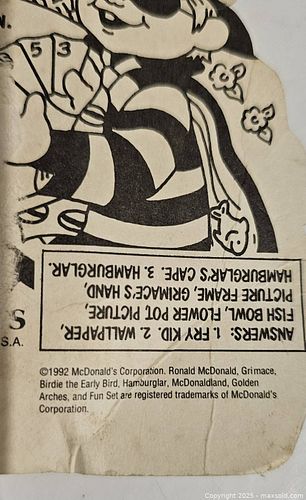 N.
5 3
ANSWERS: 1. FRY KID. 2. WALLPAPER,
FISH BOWL, FLOWER POT, PICTURE,
PICTURE FRAME, GRIMACE'S HAND,
HAMBURGLAR'S CAPE. 3. HAMBURGLAR.
S
S.A.
©1992 McDonald's Corporation. Ronald McDonald, Grimace,
Birdie the Early Bird, Hamburglar, McDonaldland, Golden
Arches, and Fun Set are registered trademarks of McDonald's
Corporation.
Copyright 2025 - maxsold.com